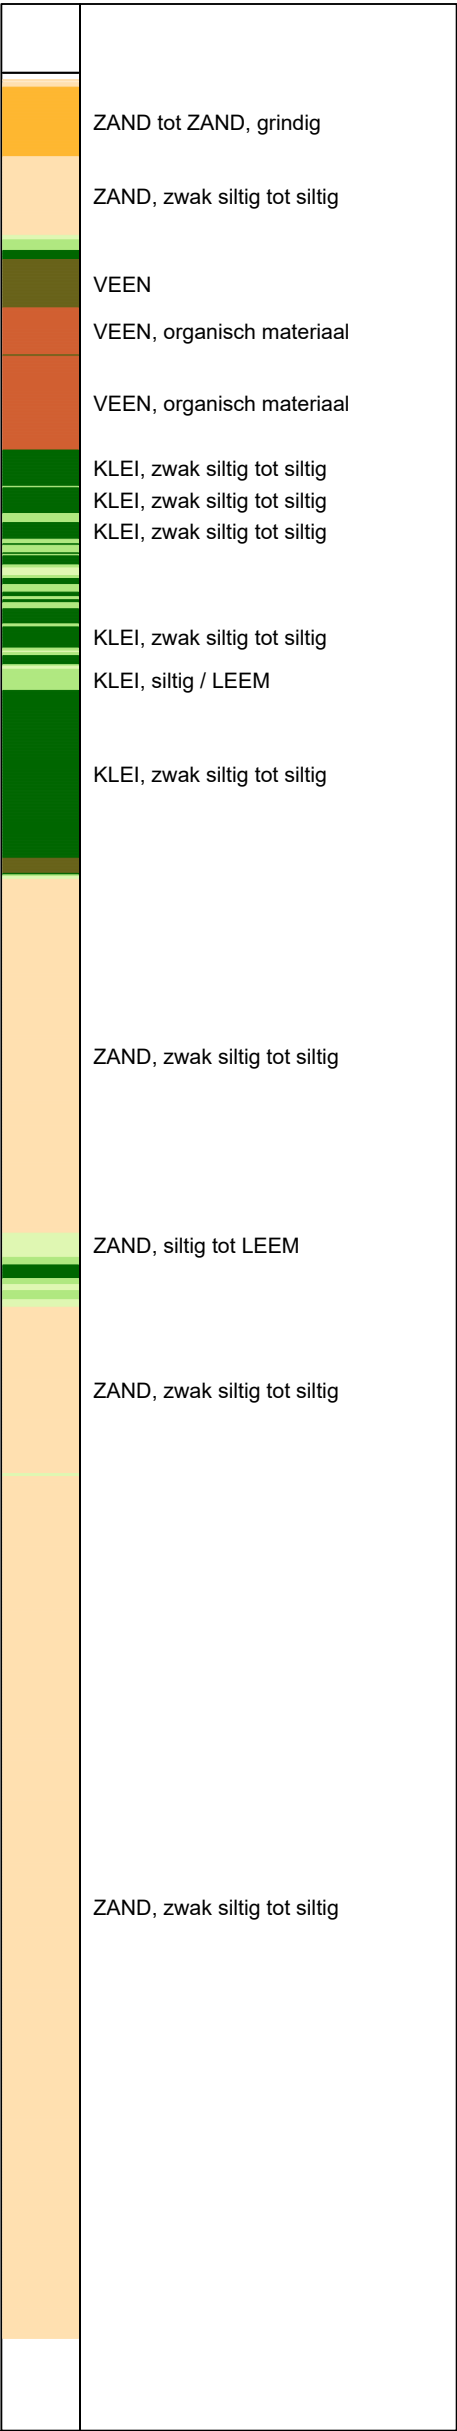 ZAND tot ZAND, grindig
ZAND, zwak siltig tot siltig
VEEN
VEEN, organisch materiaal
VEEN, organisch materiaal
KLEI, zwak siltig tot siltig
KLEI, zwak siltig tot siltig
KLEI, zwak siltig tot siltig
KLEI, zwak siltig tot siltig
KLEI, siltig / LEEM
KLEI, zwak siltig tot siltig
ZAND, zwak siltig tot siltig
ZAND, siltig tot LEEM
ZAND, zwak siltig tot siltig
ZAND, zwak siltig tot siltig